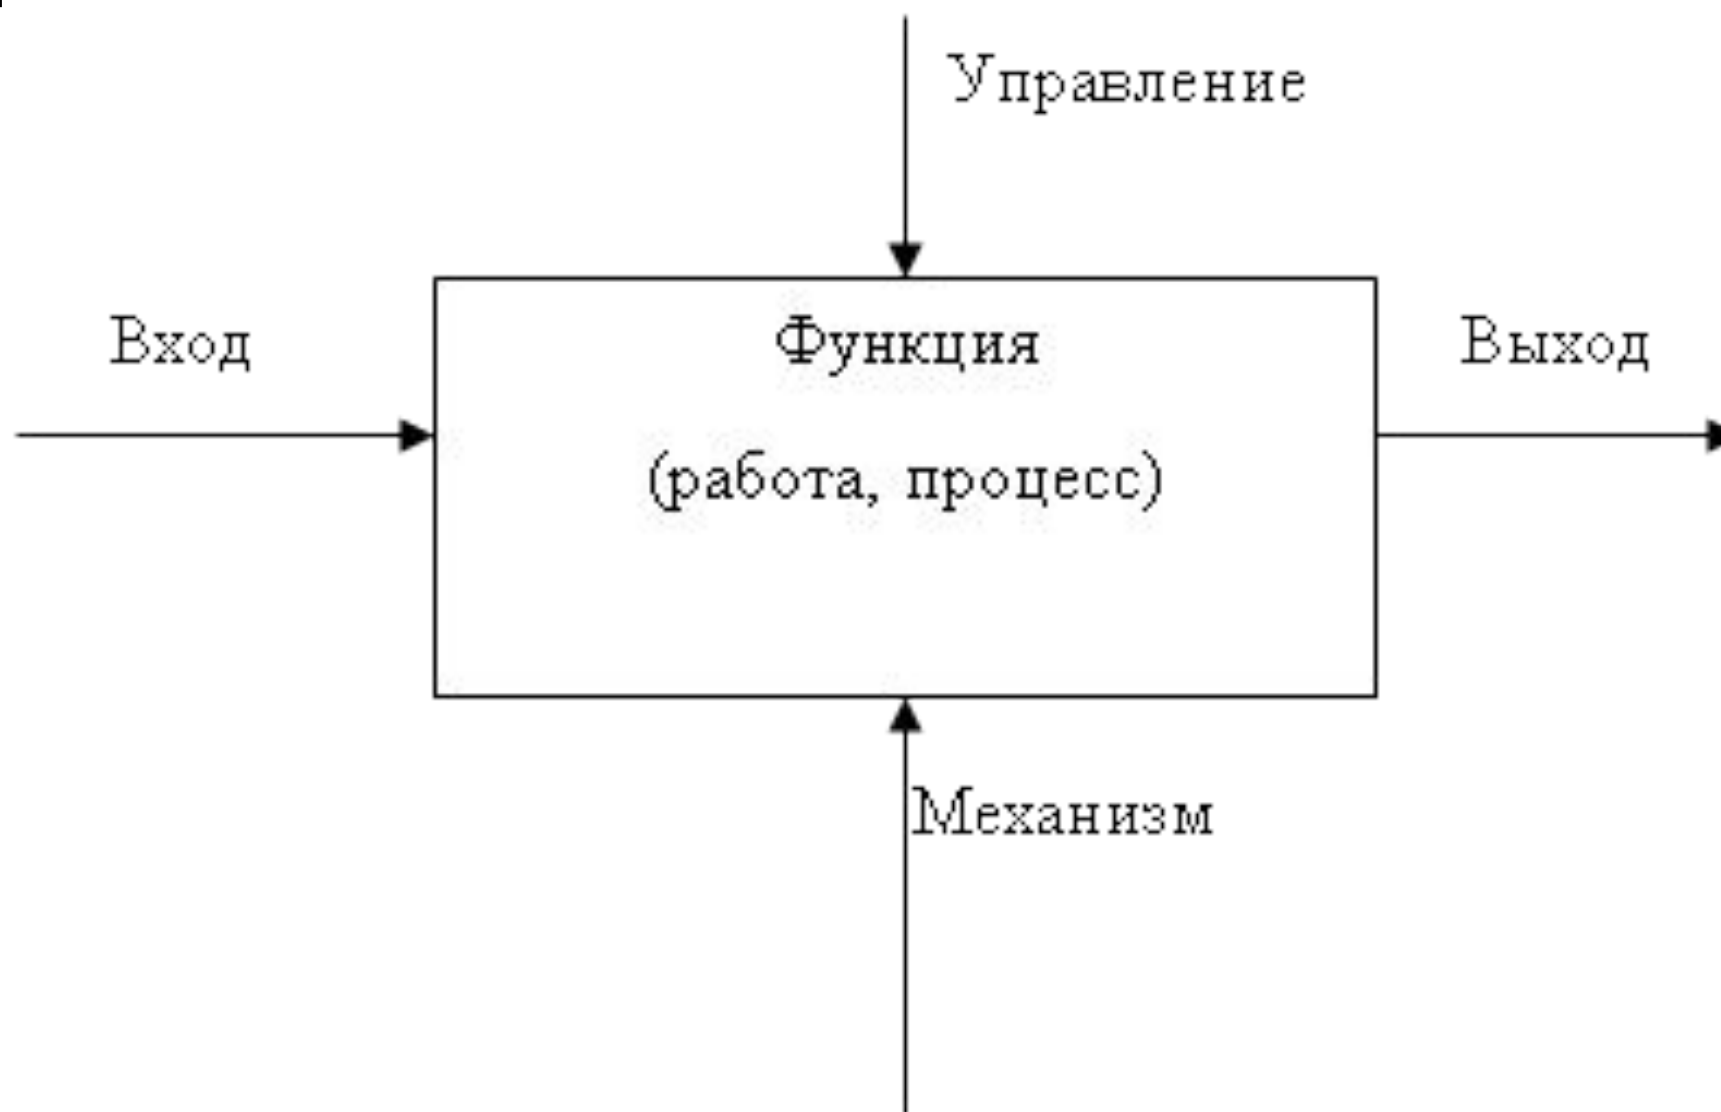 Управление
Вход
Функция
Выход
(работа, процесс)
Механизм